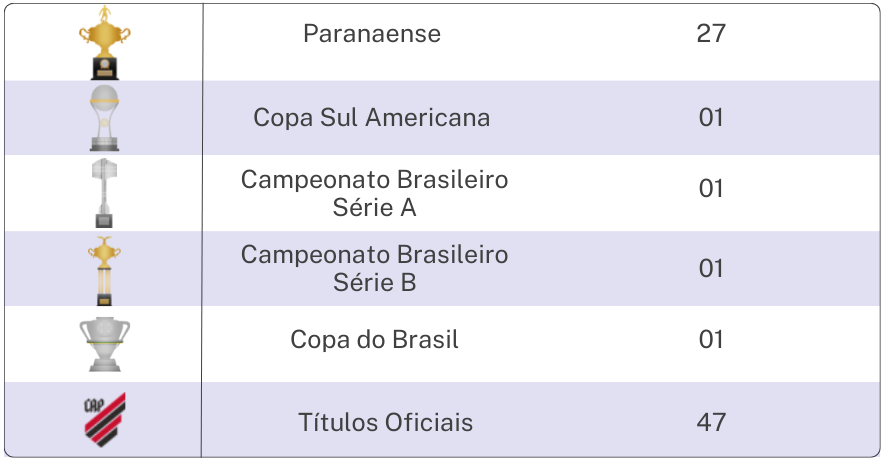 Paranaense 27
Copa Sul Americana 01
Campeonato Brasileiro
Série A 01
Campeonato Brasileiro
Série B 01
Copa do Brasil 01
CAP
Títulos Oficiais 47